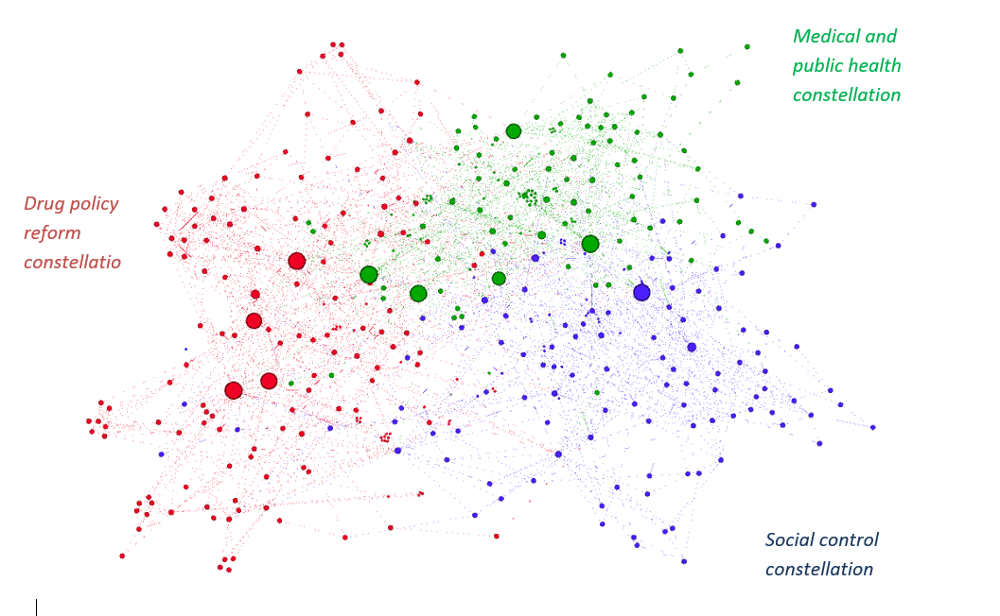 Medical and
public health
constellation
Drug policy
reform
constellatio
Social control
constellation